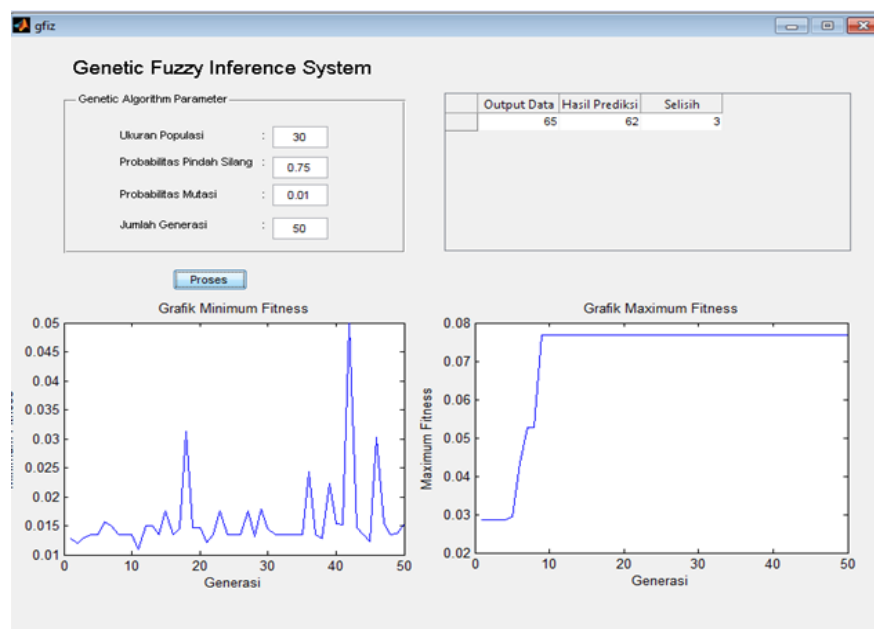 gfiz
Genetic Fuzzy Inference System
Genetic Algorithm Parameter
Ukuran Populasi : 30
Probabilitas Pindah Silang : 0.75
Probabilitas Mutasi : 0.01
Jumlah Generasi : 50
Output Data Hasil Prediksi Selisih
65 62 3
Proses
Grafik Minimum Fitness
0.05
0.045
0.04
0.035
0.03
0.025
0.02
0.015
0.01
0 10 20 30 40 50
Generasi
Grafik Maximum Fitness
Maximum Fitness
0.08
0.07
0.06
0.05
0.04
0.03
0.02
0 10 20 30 40 50
Generasi